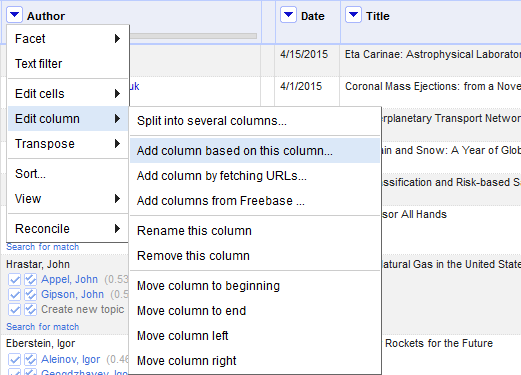 Author Date Title
Facet 4/15/2015 Eta Carinae: Astrophysical Laborator
Text filter
Edit cells uk 4/1/2015 Coronal Mass Ejections: from a Nove
Edit column Split into several columns... erplanetary Transport Network
Transpose Add column based on this column... ain and Snow: A Year of Glob
Sort... Add column by fetching URLs...
View Add columns from Freebase ... assification and Risk-based S
Reconcile Rename this column sor All Hands
Search for match Remove this column
Hrastar, John Natural Gas in the United State
Appel, John (0.53
Gipson, John (0.5 Move column to beginning
Create new topic Move column to end
Search for match Move column left
Eberstein, Igor Rockets for the Future
Aleinov, Igor (0.46 Move column right